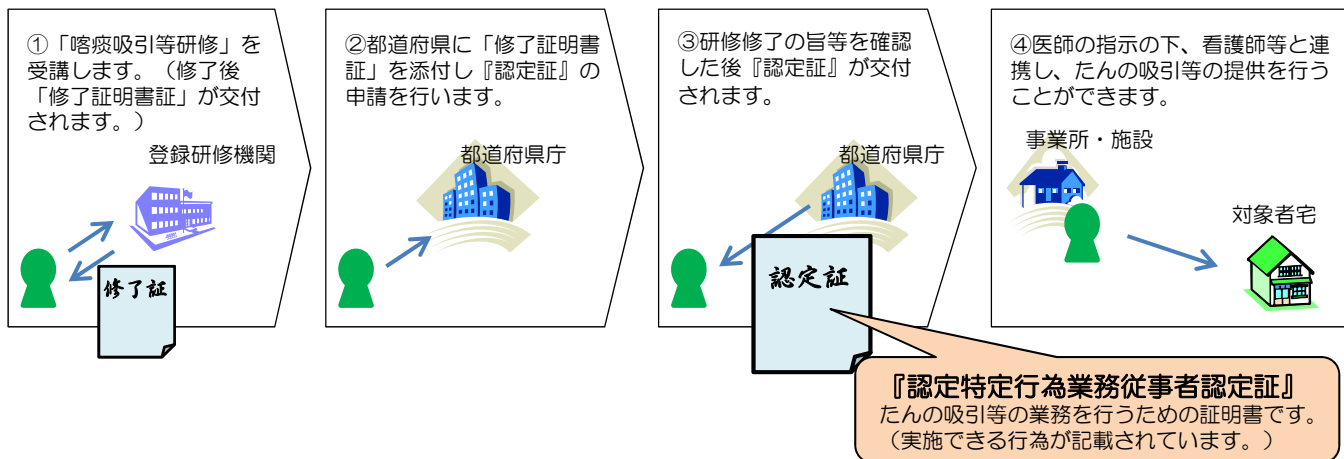 ①「喀痰吸引等研修」を
受講します。（修了後
「修了証明書証」が交付
されます。）
登録研修機関
修了証
②都道府県に「修了証明書
証」を添付し『認定証』の
申請を行います。
都道府県庁
③研修修了の旨等を確認
した後『認定証』が交付
されます。
都道府県庁
認定証
④医師の指示の下、看護師等と連
携し、たんの吸引等の提供を行う
ことができます。
事業所・施設
対象者宅
『認定特定行為業務従事者認定証』
たんの吸引等の業務を行うための証明書です。
（実施できる行為が記載されています。）